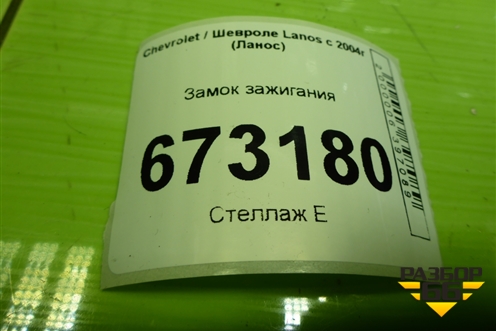 Chevrolet / Шевроле Lanos с 2004г
(Ланос)
Замок зажигания
673180
Стеллаж Е
РАЗБОР